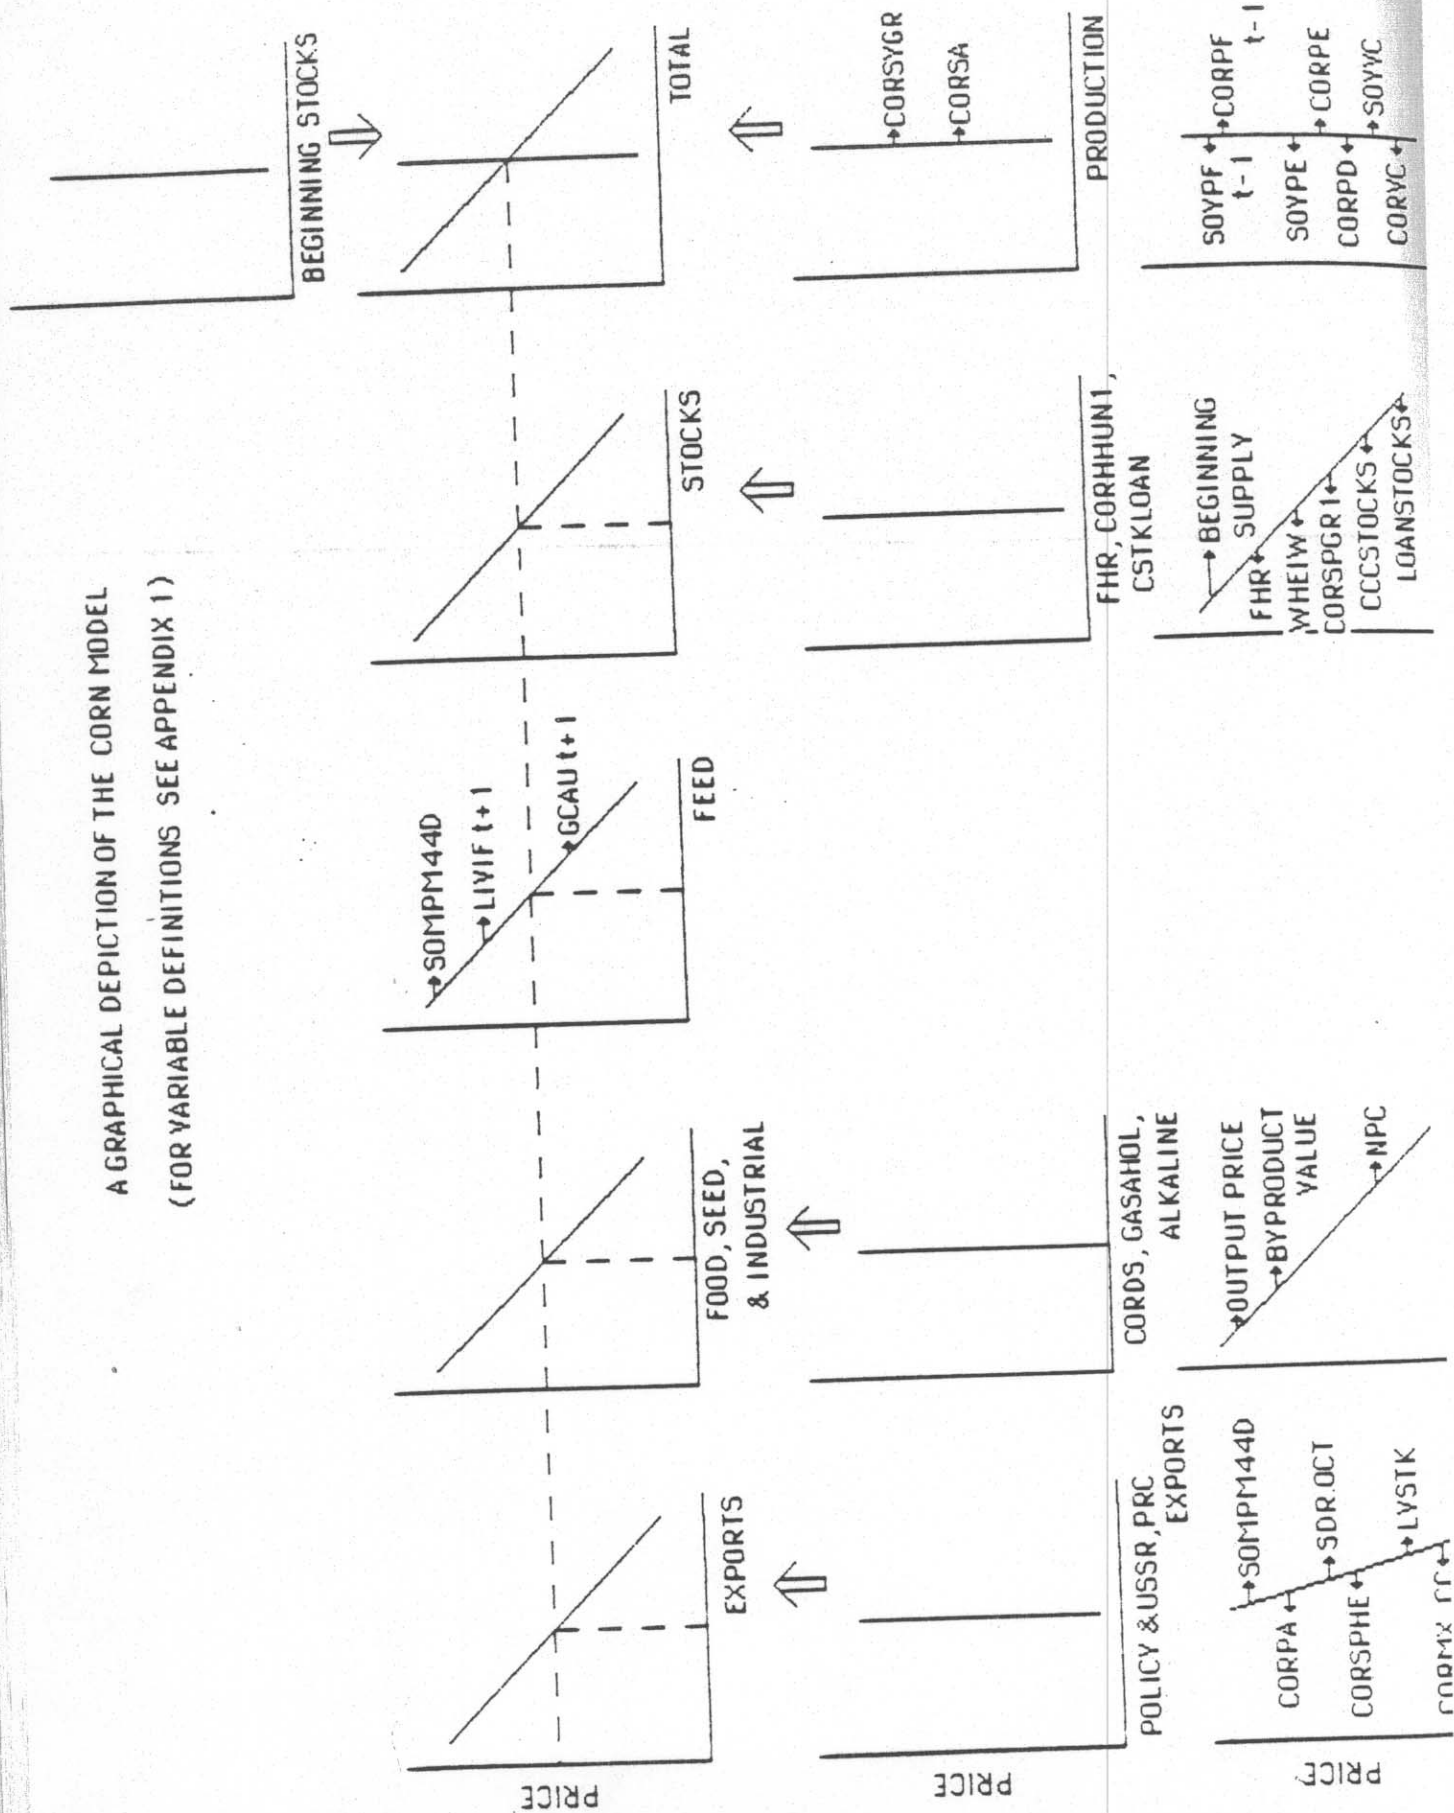 A GRAPHICAL DEPICTION OF THE CORN MODEL
(FOR VARIABLE DEFINITIONS SEE APPENDIX 1)
BEGINNING STOCKS
PRICE
SOMPM44D
LIVIF t+1
GCAU t+1
EXPORTS
FOOD, SEED,
& INDUSTRIAL
FEED
STOCKS
TOTAL
PRICE
CORSYGR
CORSA
POLICY & USSR, PRC
EXPORTS
CORDS, GASAHOL,
ALKALINE
FHR, CORHHUN1,
CSTKLOAN
PRODUCTION
PRICE
SOMPM44D
CORPA
SDR.OCT
CORSPHE
LVSTK
OUTPUT PRICE
BYPRODUCT
VALUE
NPC
BEGINNING
SUPPLY
FHR
WHEIW
CORSPGR1
CCCSTOCKS
LOANSTOCKS
SOYPF
t-1
CORPF
t-1
SOYPE
CORPE
CORPD
SOYVC
CORVC